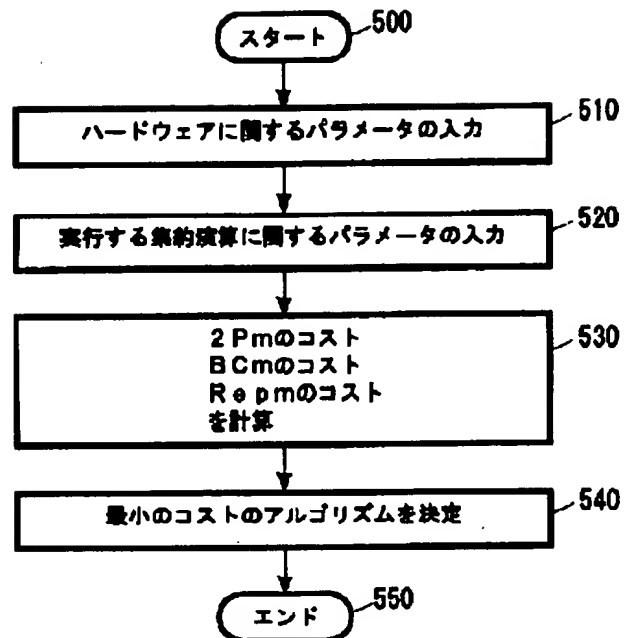 スタート
500
ハードウェアに関するパラメータの入力
510
実行する集約演算に関するパラメータの入力
520
２Ｐｍのコスト
ＢＣｍのコスト
Ｒｅｐｍのコスト
を計算
530
最小のコストのアルゴリズムを決定
540
エンド
550